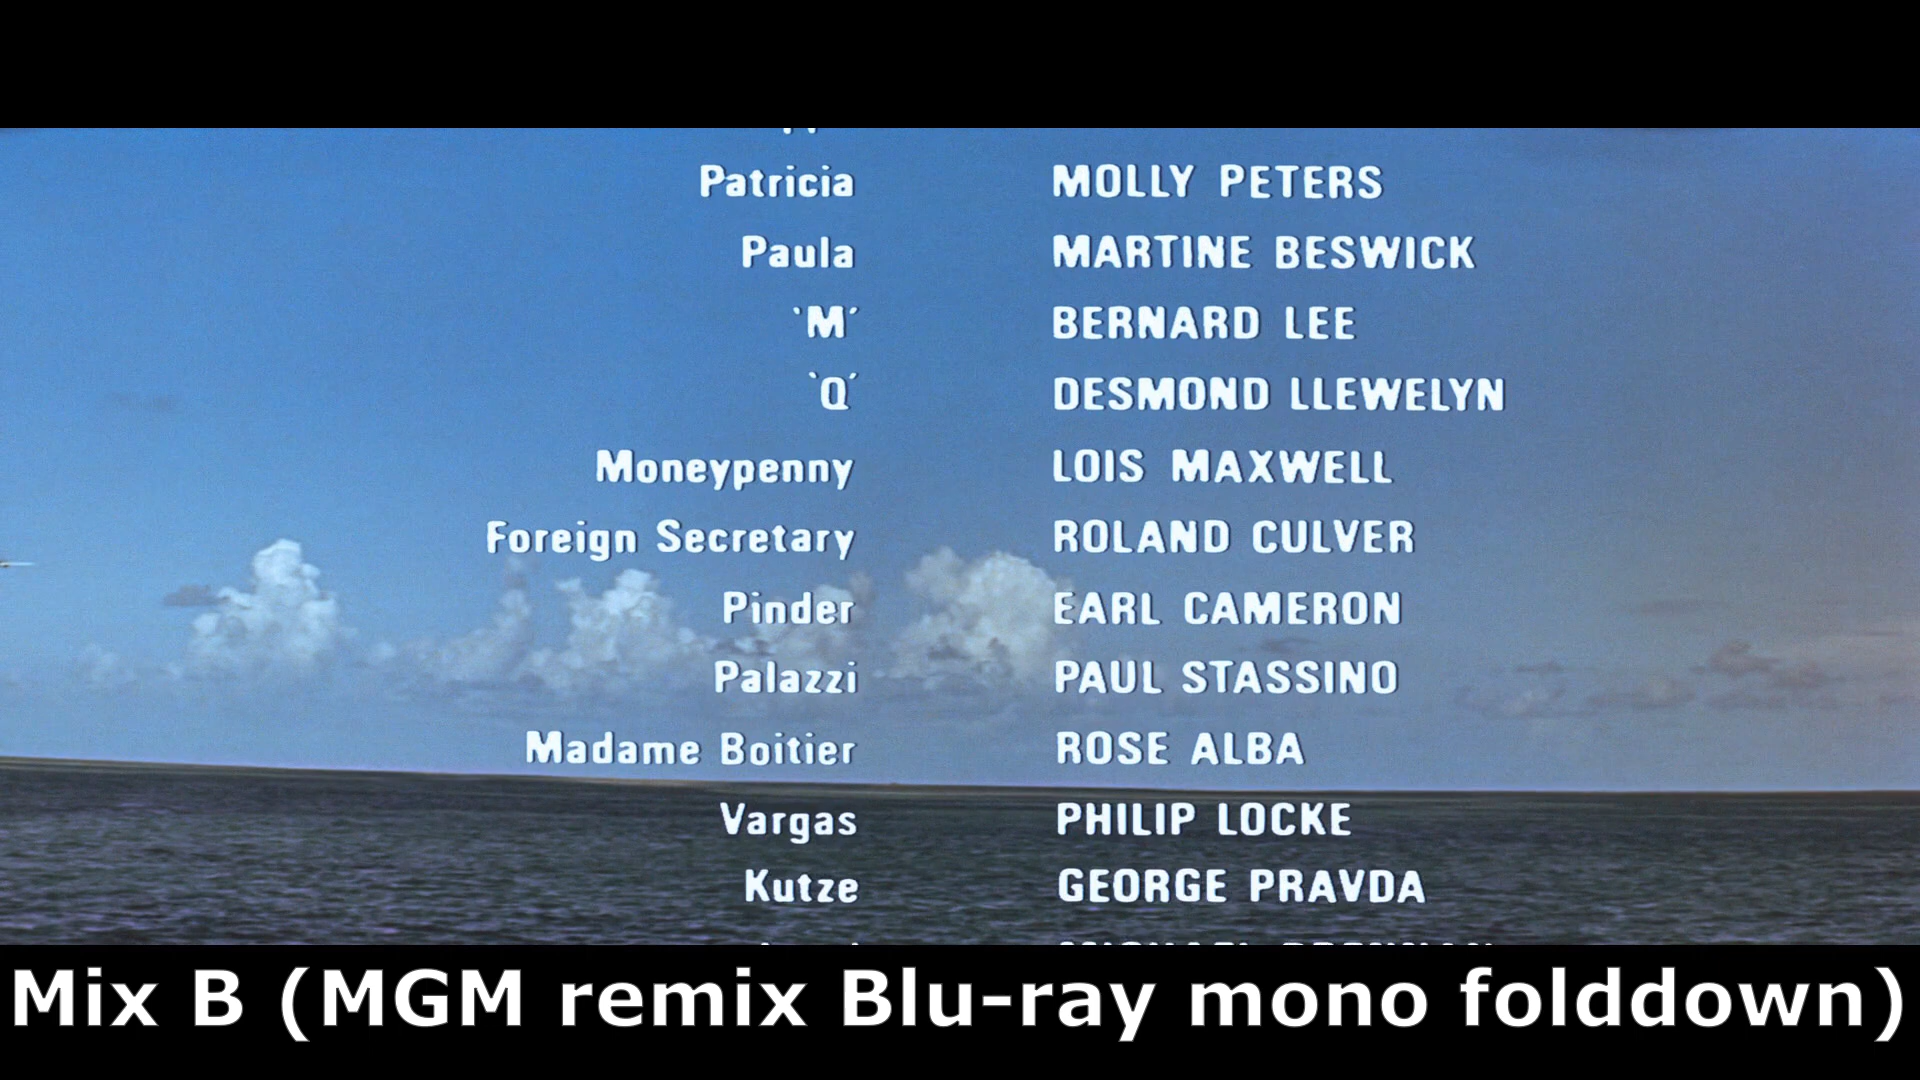 Patricia MOLLY PETERS
Paula MARTINE BESWICK
`M´ BERNARD LEE
`Q´ DESMOND LLEWELYN
Moneypenny LOIS MAXWELL
Foreign Secretary ROLAND CULVER
Pinder EARL CAMERON
Palazzi PAUL STASSINO
Madame Boitier ROSE ALBA
Vargas PHILIP LOCKE
Kutze GEORGE PRAVDA
Mix B (MGM remix Blu-ray mono folddown)